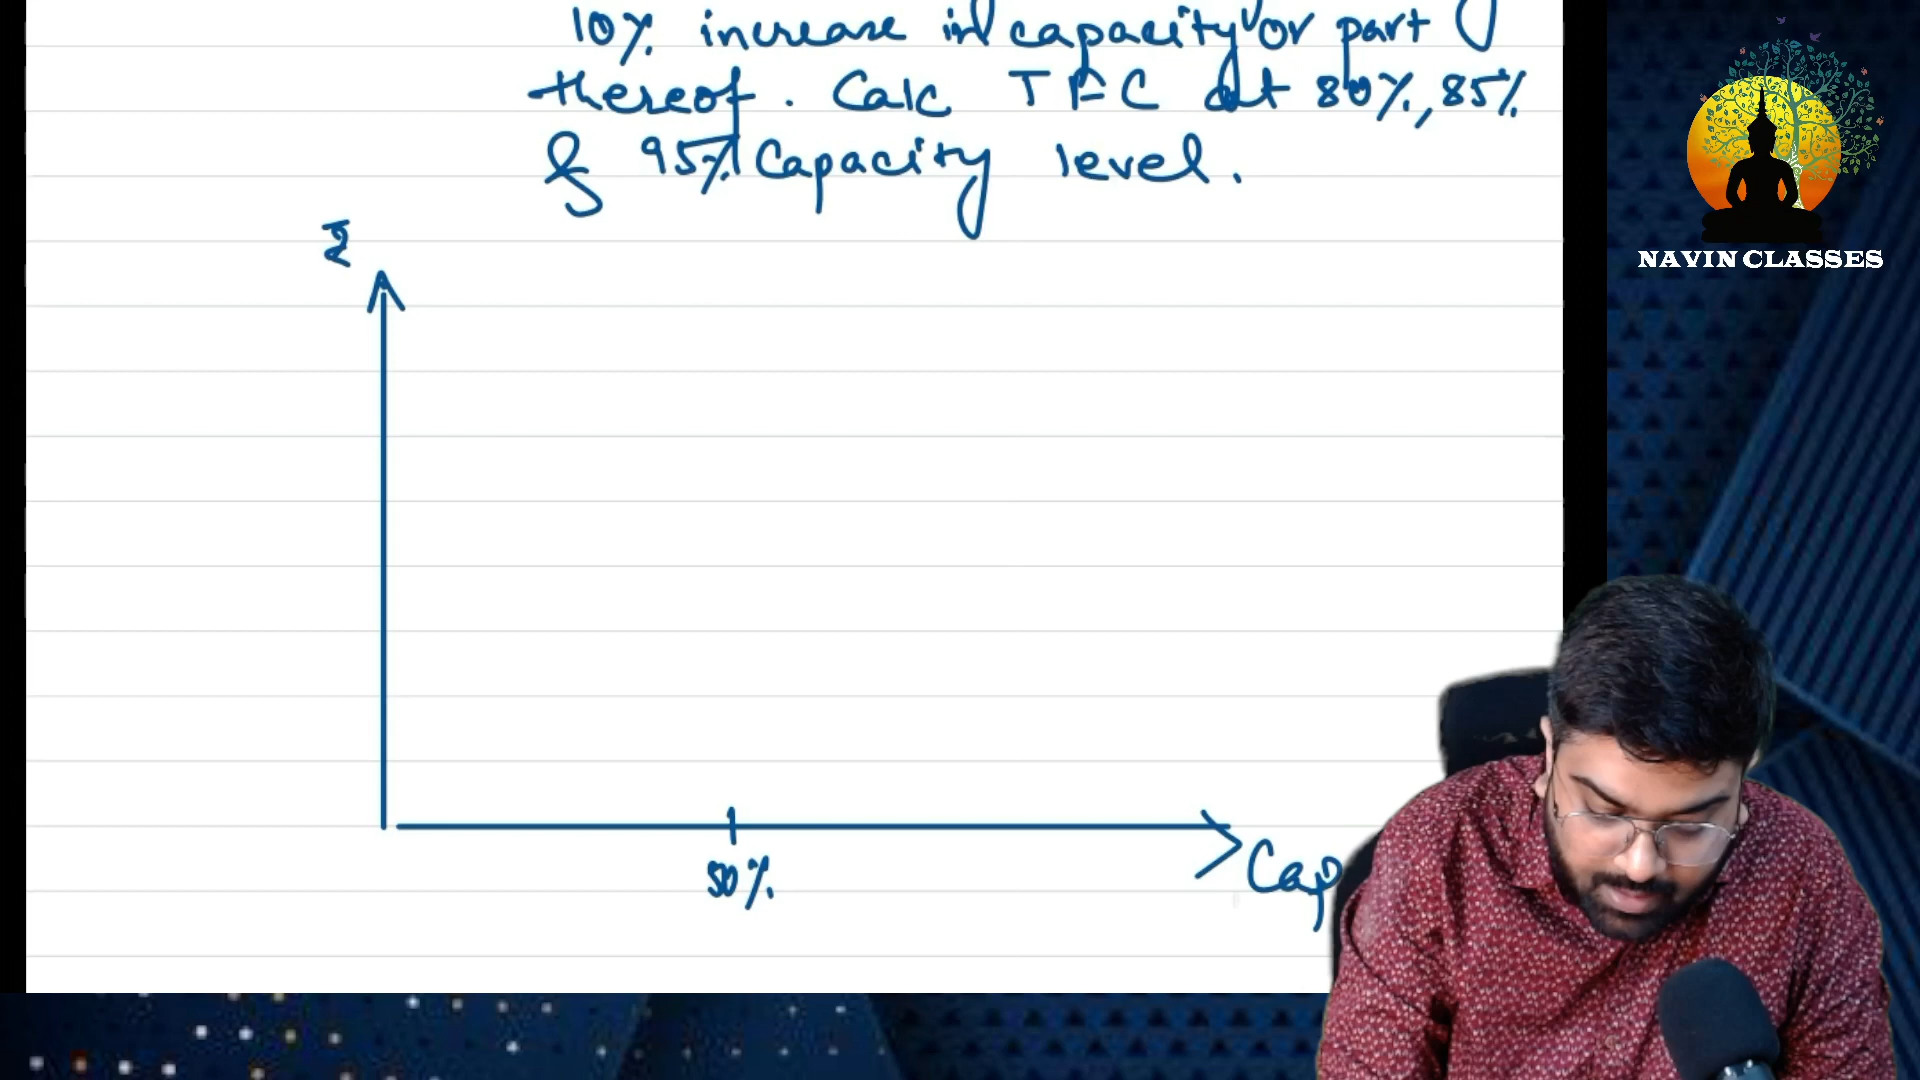 10% increase in capacity or part
thereof. Calc TFC at 80%, 85%
& 95% Capacity level.
₹
50%
Cap
NAVIN CLASSES